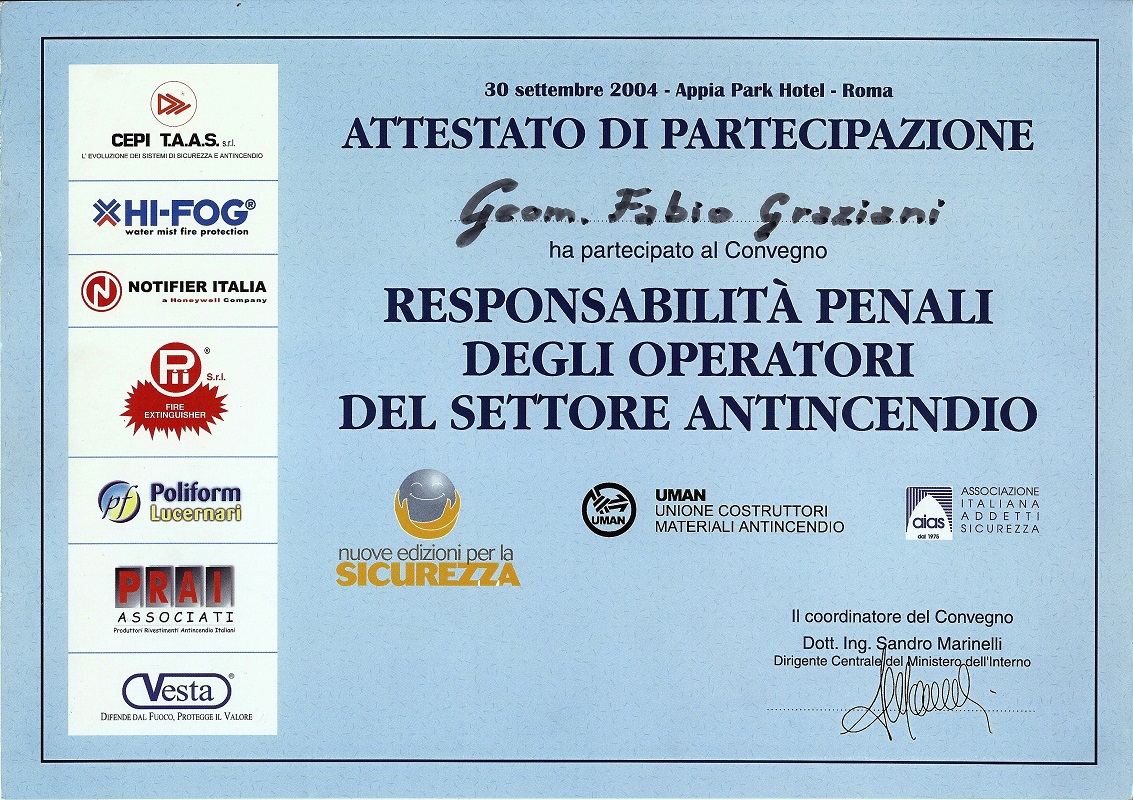 30 settembre 2004 - Appia Park Hotel - Roma
ATTESTATO DI PARTECIPAZIONE
Geom. Fabio Graziani
ha partecipato al Convegno
RESPONSABILITÀ PENALI
DEGLI OPERATORI
DEL SETTORE ANTINCENDIO
CEPI T.A.A.S. s.r.l.
L'EVOLUZIONE DEI SISTEMI DI SICUREZZA E ANTINCENDIO
HI-FOG®
water mist fire protection
N NOTIFIER ITALIA
a Honeywell Company
Pii ® S.r.l.
FIRE
EXTINGUISHER
pf Poliform
Lucernari
PRAI
ASSOCIATI
Produttori Rivestimenti Antincendio Italiani
Vesta®
DIFENDE DAL FUOCO, PROTEGGE IL VALORE
nuove edizioni per la
SICUREZZA
UMAN
UMAN
UNIONE COSTRUTTORI
MATERIALI ANTINCENDIO
aias
dal 1975
ASSOCIAZIONE
ITALIANA
ADDETTI
SICUREZZA
Il coordinatore del Convegno
Dott. Ing. Sandro Marinelli
Dirigente Centrale del Ministero dell'Interno